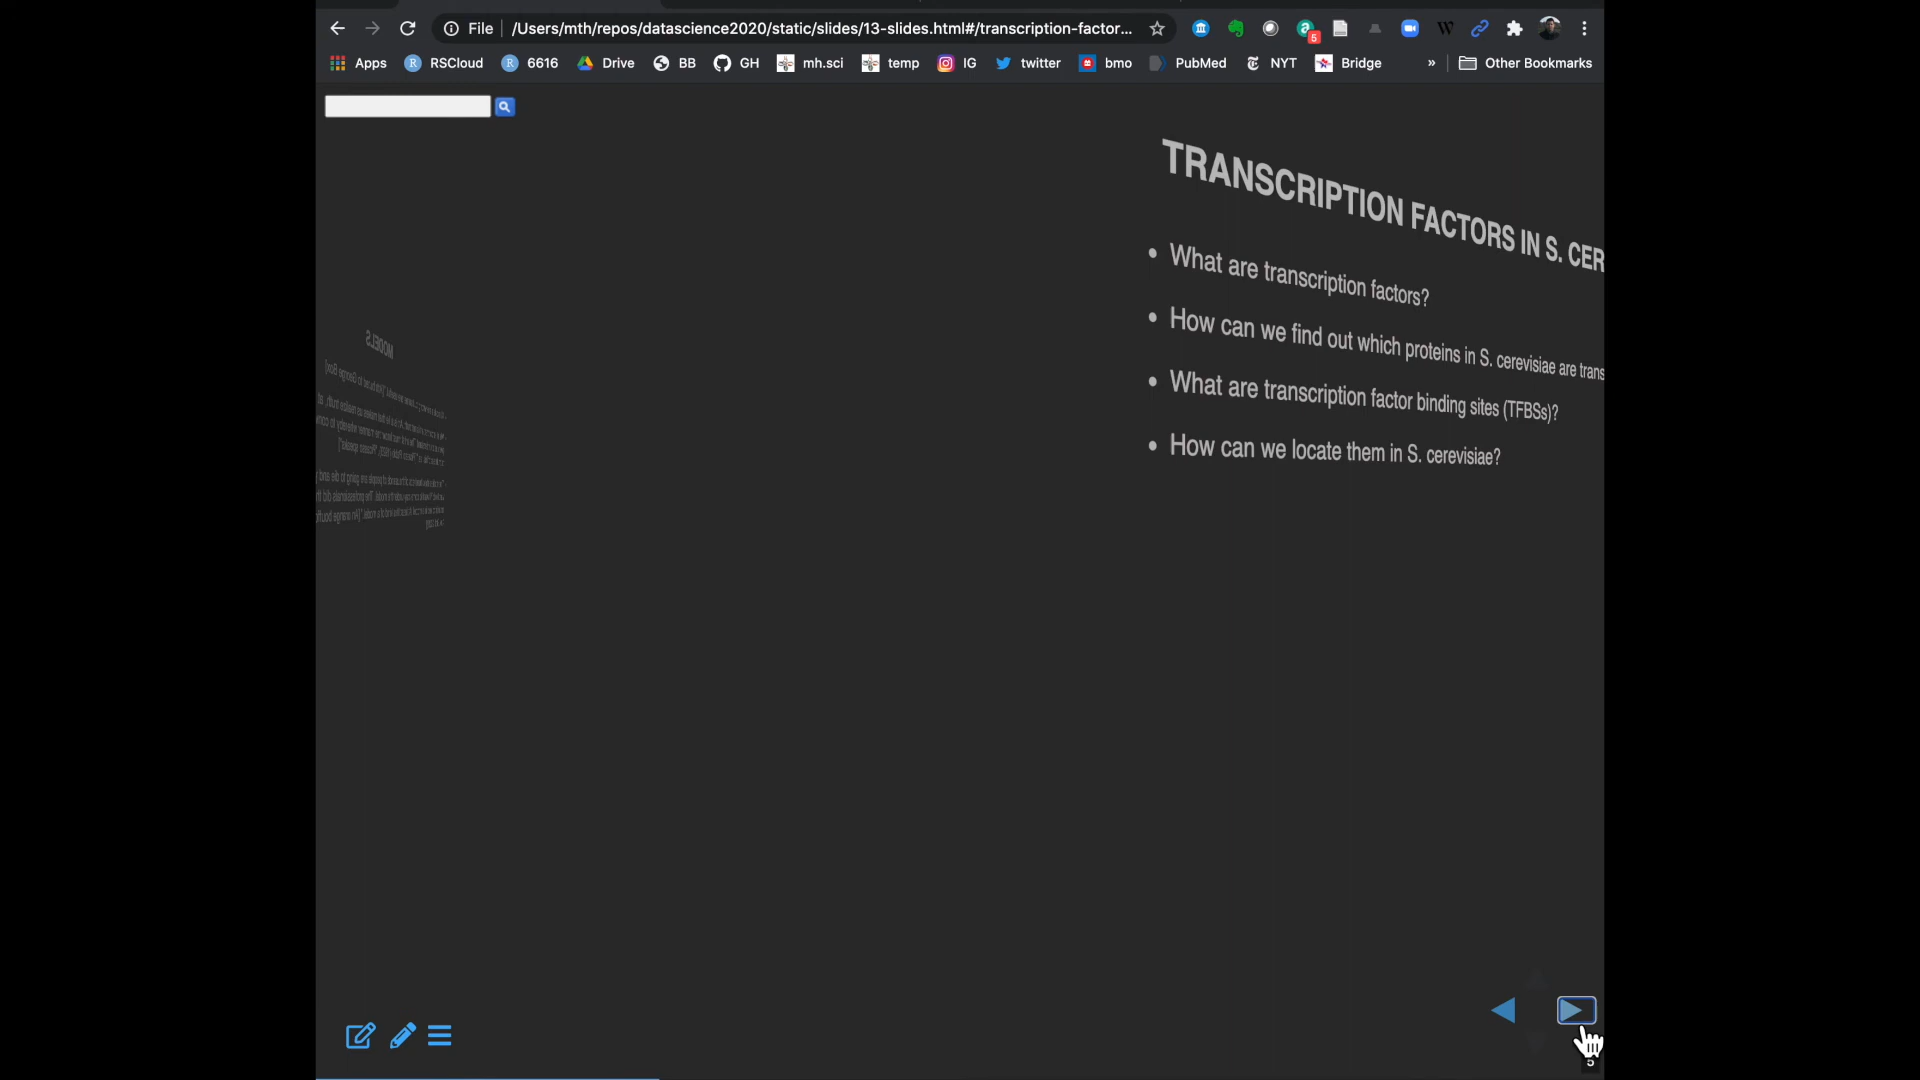 File /Users/mth/repos/datascience2020/static/slides/13-slides.html#/transcription-factor...
5
Apps RSCloud 6616 Drive BB GH mh.sci temp IG twitter bmo PubMed NYT Bridge » Other Bookmarks
TRANSCRIPTION FACTORS IN S. CER
• What are transcription factors?
• How can we find out which proteins in S. cerevisiae are trans
• What are transcription factor binding sites (TFBSs)?
• How can we locate them in S. cerevisiae?
MODELS